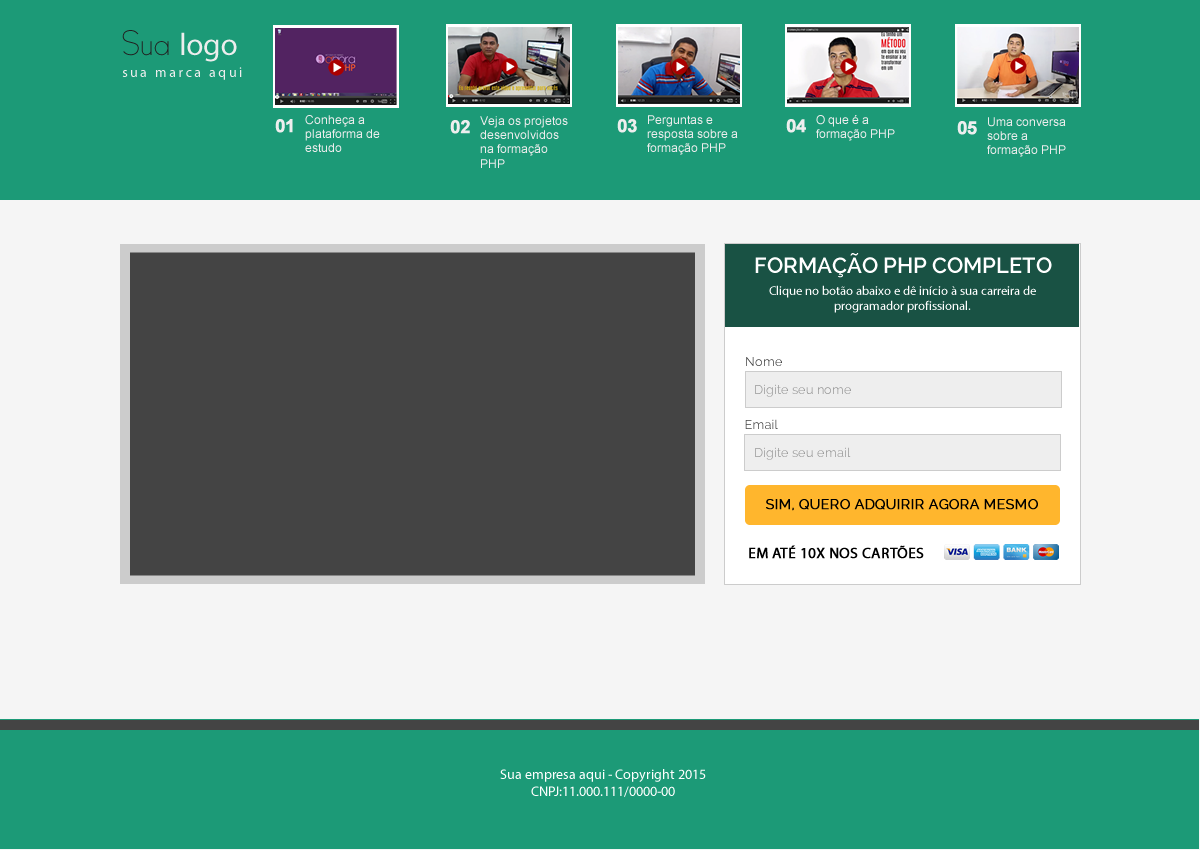 Sua logo
sua marca aqui
01 Conheça a
plataforma de
estudo
02 Veja os projetos
desenvolvidos
na formação
PHP
03 Perguntas e
resposta sobre a
formação PHP
MÉTODO
04 O que é a
formação PHP
05 Uma conversa
sobre a
formação PHP
FORMAÇÃO PHP COMPLETO
Clique no botão abaixo e dê início à sua carreira de
programador profissional.
Nome
Digite seu nome
Email
Digite seu email
SIM, QUERO ADQUIRIR AGORA MESMO
EM ATÉ 10X NOS CARTÕES
VISA
BANK
Sua empresa aqui - Copyright 2015
CNPJ:11.000.111/0000-00